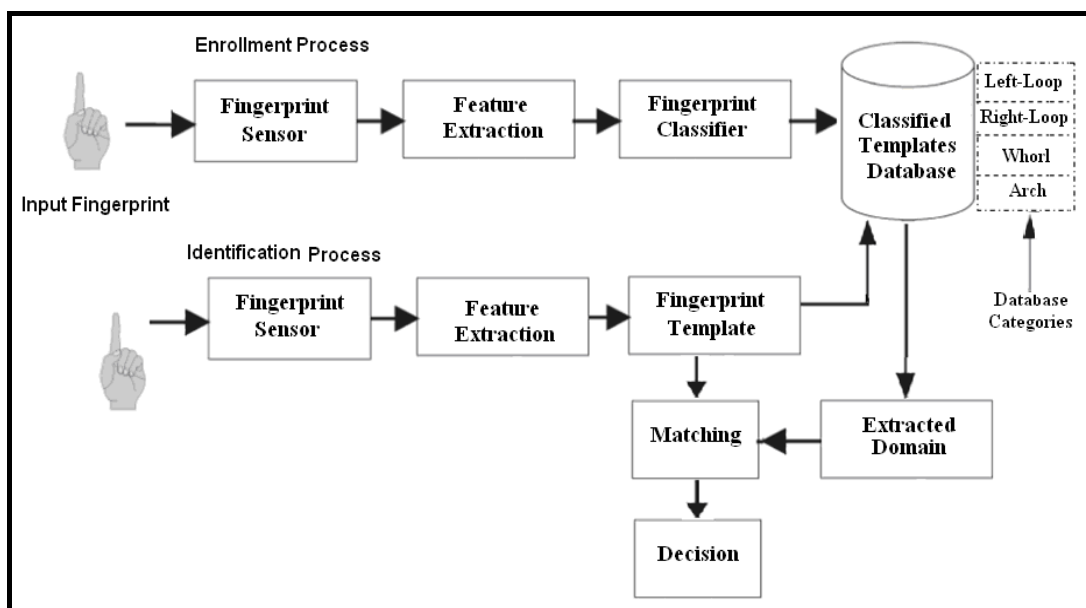 Enrollment Process
Fingerprint
Sensor
Feature
Extraction
Fingerprint
Classifier
Classified
Templates
Database
Left-Loop
Right-Loop
Whorl
Arch
Input Fingerprint
Identification Process
Fingerprint
Sensor
Feature
Extraction
Fingerprint
Template
Database
Categories
Matching
Extracted
Domain
Decision